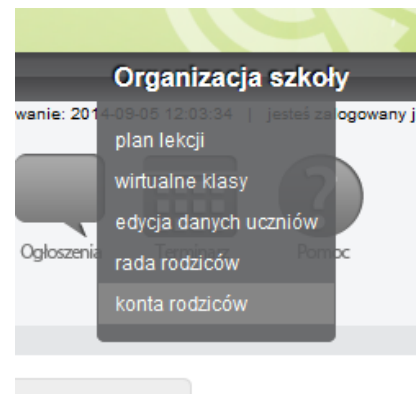 Organizacja szkoły
wanie: 2014-09-05 12:03:34 | jesteś zalogowany j
plan lekcji
wirtualne klasy
edycja danych uczniów
Ogłoszenia Terminarz Pomoc
rada rodziców
konta rodziców